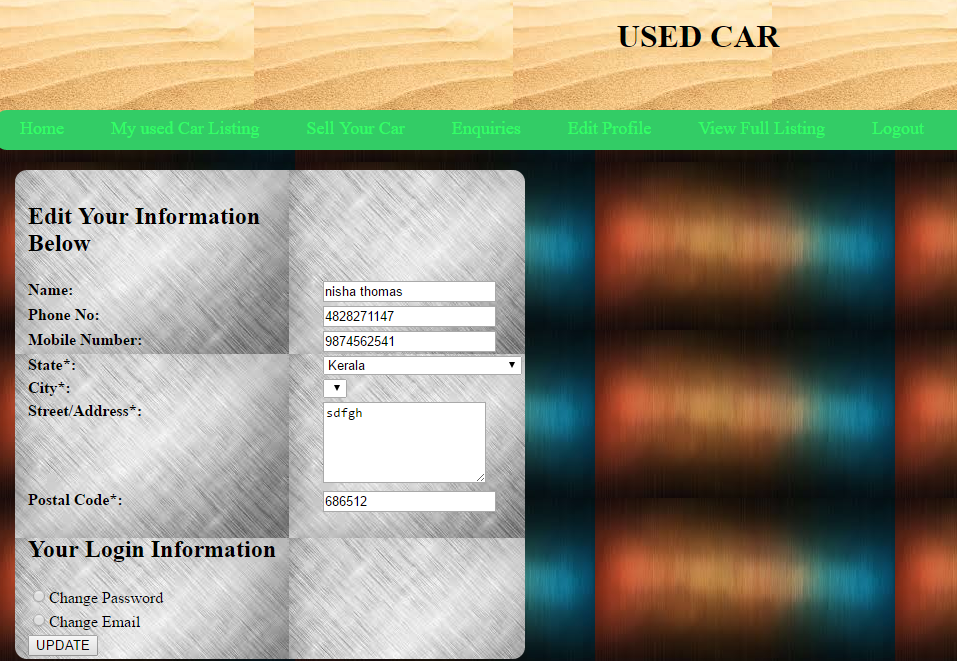 USED CAR
Home My used Car Listing Sell Your Car Enquiries Edit Profile View Full Listing Logout
Edit Your Information
Below
Name: nisha thomas
Phone No: 4828271147
Mobile Number: 9874562541
State*: Kerala
City*:
Street/Address*: sdfgh
Postal Code*: 686512
Your Login Information
Change Password
Change Email
UPDATE